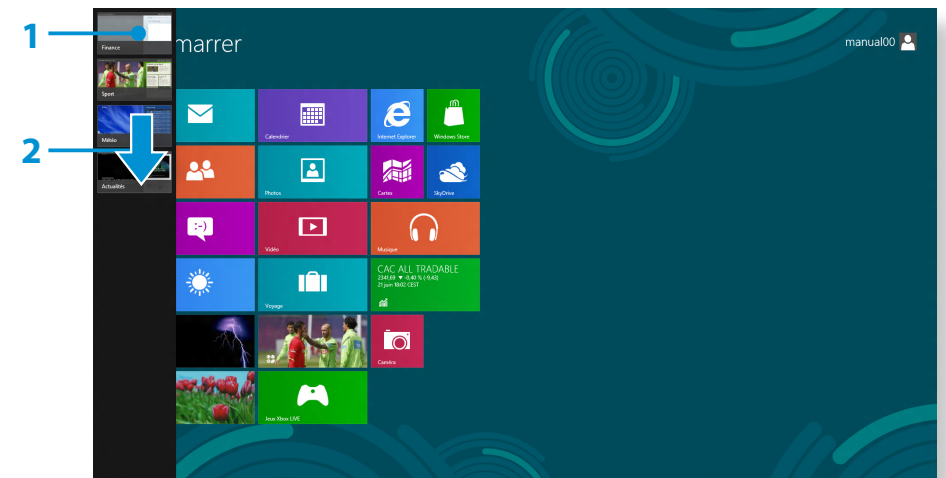 1
2
Finance
Sport
Météo
Actualités
marrer
manual00
Calendrier
Internet Explorer
Windows Store
Photos
Cartes
SkyDrive
Vidéo
Musique
CAC ALL TRADABLE
2341,69 ▼ -0,40 % (-9,43)
21 juin 18:02 CEST
Voyage
Caméra
Jeux Xbox LIVE